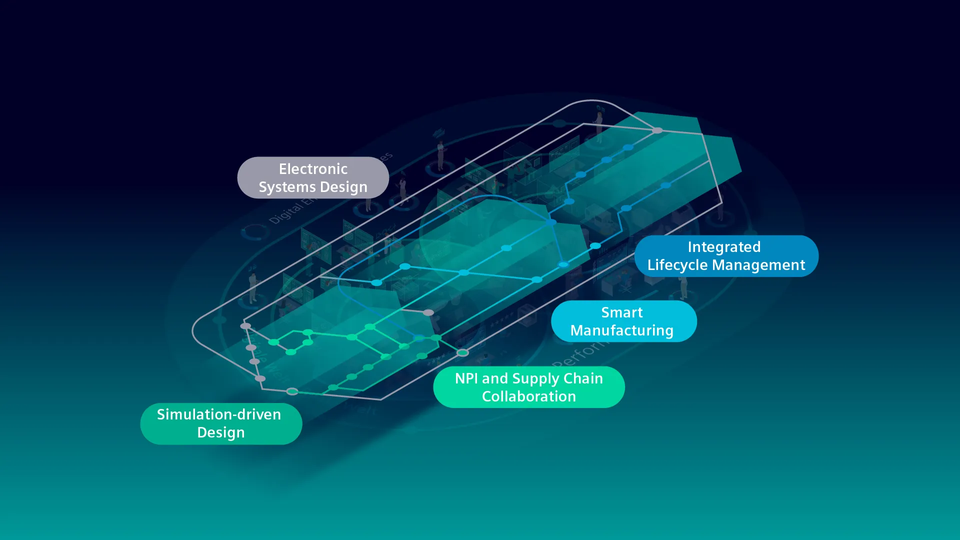 Electronic
Systems Design
Integrated
Lifecycle Management
Smart
Manufacturing
NPI and Supply Chain
Collaboration
Simulation-driven
Design